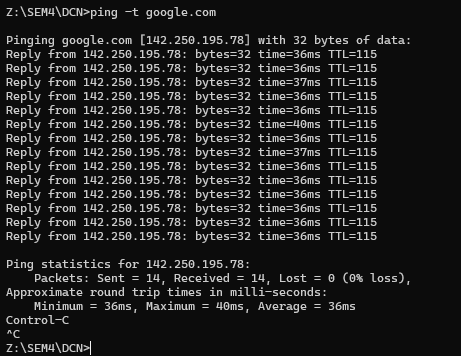 Z:\SEM4\DCN>ping -t google.com
Pinging google.com [142.250.195.78] with 32 bytes of data:
Reply from 142.250.195.78: bytes=32 time=36ms TTL=115
Reply from 142.250.195.78: bytes=32 time=36ms TTL=115
Reply from 142.250.195.78: bytes=32 time=37ms TTL=115
Reply from 142.250.195.78: bytes=32 time=36ms TTL=115
Reply from 142.250.195.78: bytes=32 time=36ms TTL=115
Reply from 142.250.195.78: bytes=32 time=40ms TTL=115
Reply from 142.250.195.78: bytes=32 time=36ms TTL=115
Reply from 142.250.195.78: bytes=32 time=37ms TTL=115
Reply from 142.250.195.78: bytes=32 time=36ms TTL=115
Reply from 142.250.195.78: bytes=32 time=36ms TTL=115
Reply from 142.250.195.78: bytes=32 time=36ms TTL=115
Reply from 142.250.195.78: bytes=32 time=36ms TTL=115
Reply from 142.250.195.78: bytes=32 time=36ms TTL=115
Reply from 142.250.195.78: bytes=32 time=36ms TTL=115
Ping statistics for 142.250.195.78:
Packets: Sent = 14, Received = 14, Lost = 0 (0% loss),
Approximate round trip times in milli-seconds:
Minimum = 36ms, Maximum = 40ms, Average = 36ms
Control-C
^C
Z:\SEM4\DCN>